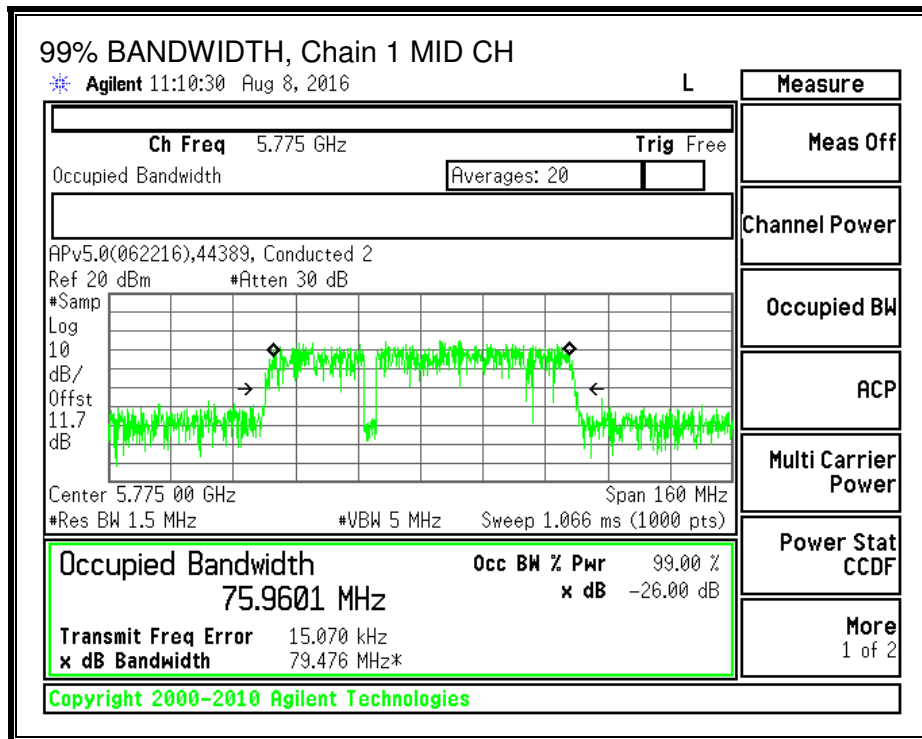 99% BANDWIDTH, Chain 1 MID CH
Agilent 11:10:30 Aug 8, 2016 L
Measure
Ch Freq 5.775 GHz Trig Free
Meas Off
Occupied Bandwidth Averages: 20
Channel Power
APv5.0(062216),44389, Conducted 2
Ref 20 dBm #Atten 30 dB
#Samp
Log
10
dB/
Offst
11.7
dB
Occupied BW
ACP
Center 5.775 00 GHz Span 160 MHz
#Res BW 1.5 MHz #VBW 5 MHz Sweep 1.066 ms (1000 pts)
Multi Carrier
Power
Occupied Bandwidth Occ BW % Pwr 99.00 %
75.9601 MHz x dB -26.00 dB
Power Stat
CCDF
Transmit Freq Error 15.070 kHz
x dB Bandwidth 79.476 MHz*
More
1 of 2
Copyright 2000-2010 Agilent Technologies